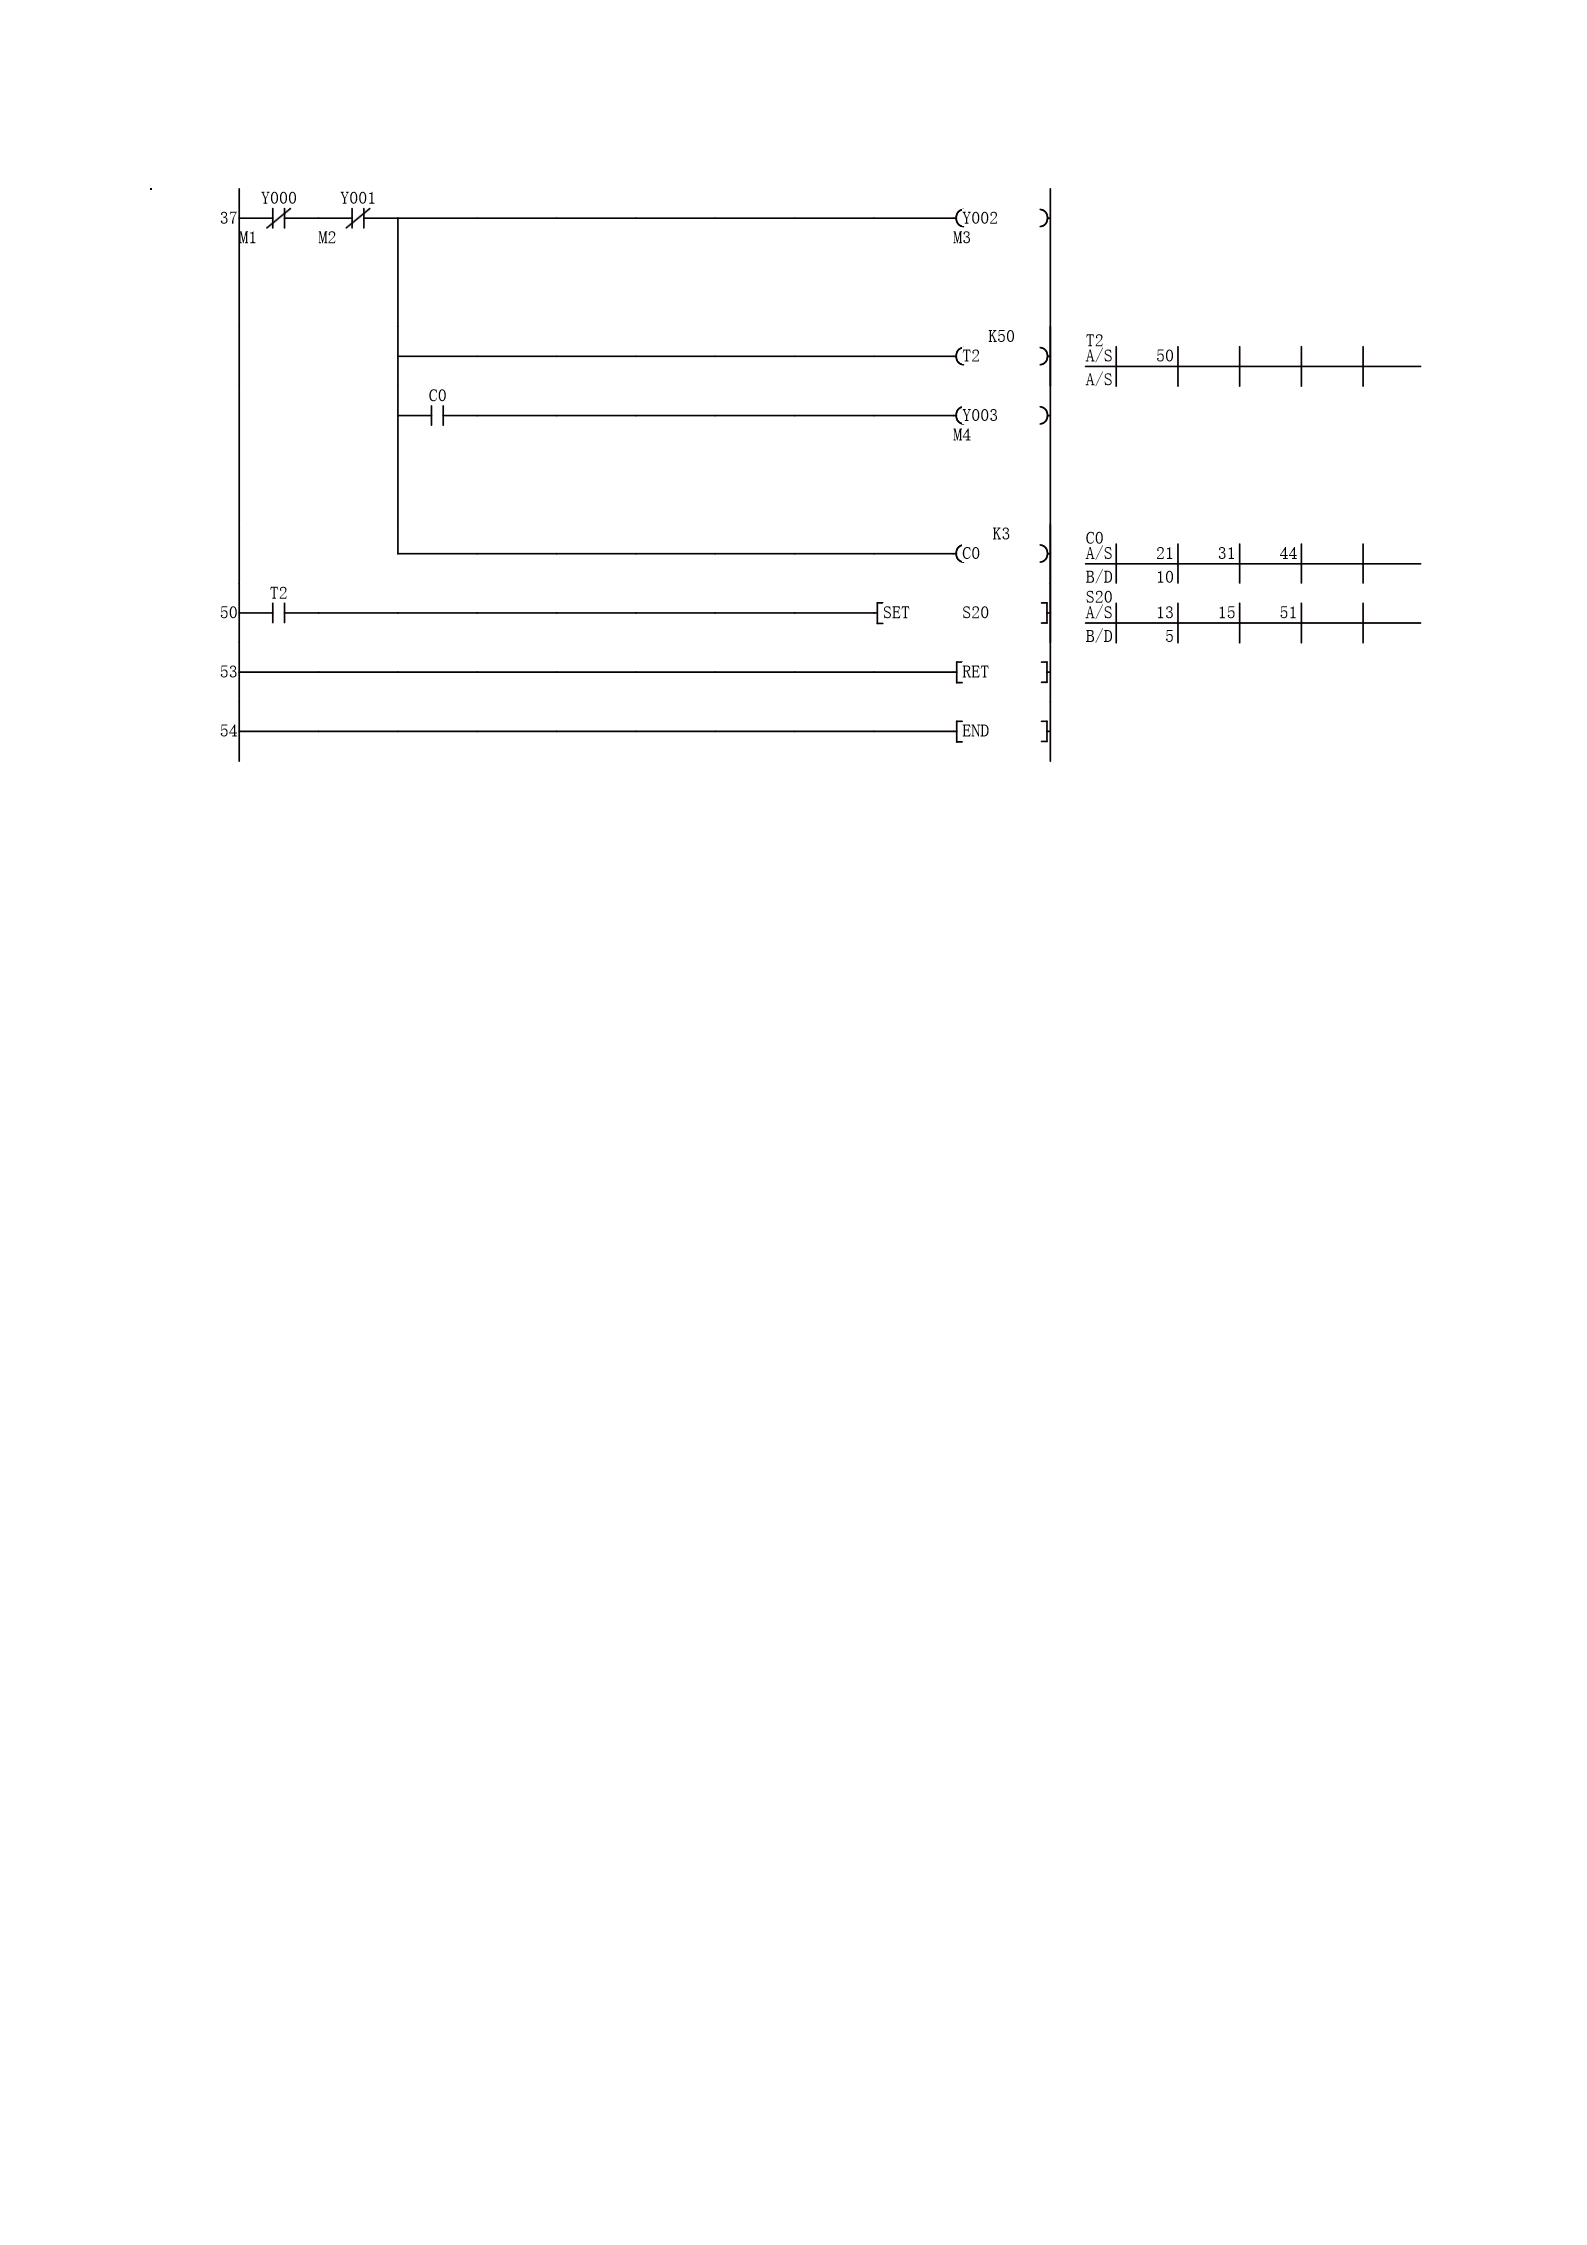 Y000 Y001
37 Y002
M1 M2 M3
K50 T2
T2 A/S 50
A/S
C0
Y003
M4
K3 C0
C0 A/S 21 31 44
T2 B/D 10
S20
50 SET S20 A/S 13 15 51
B/D 5
53 RET
54 END